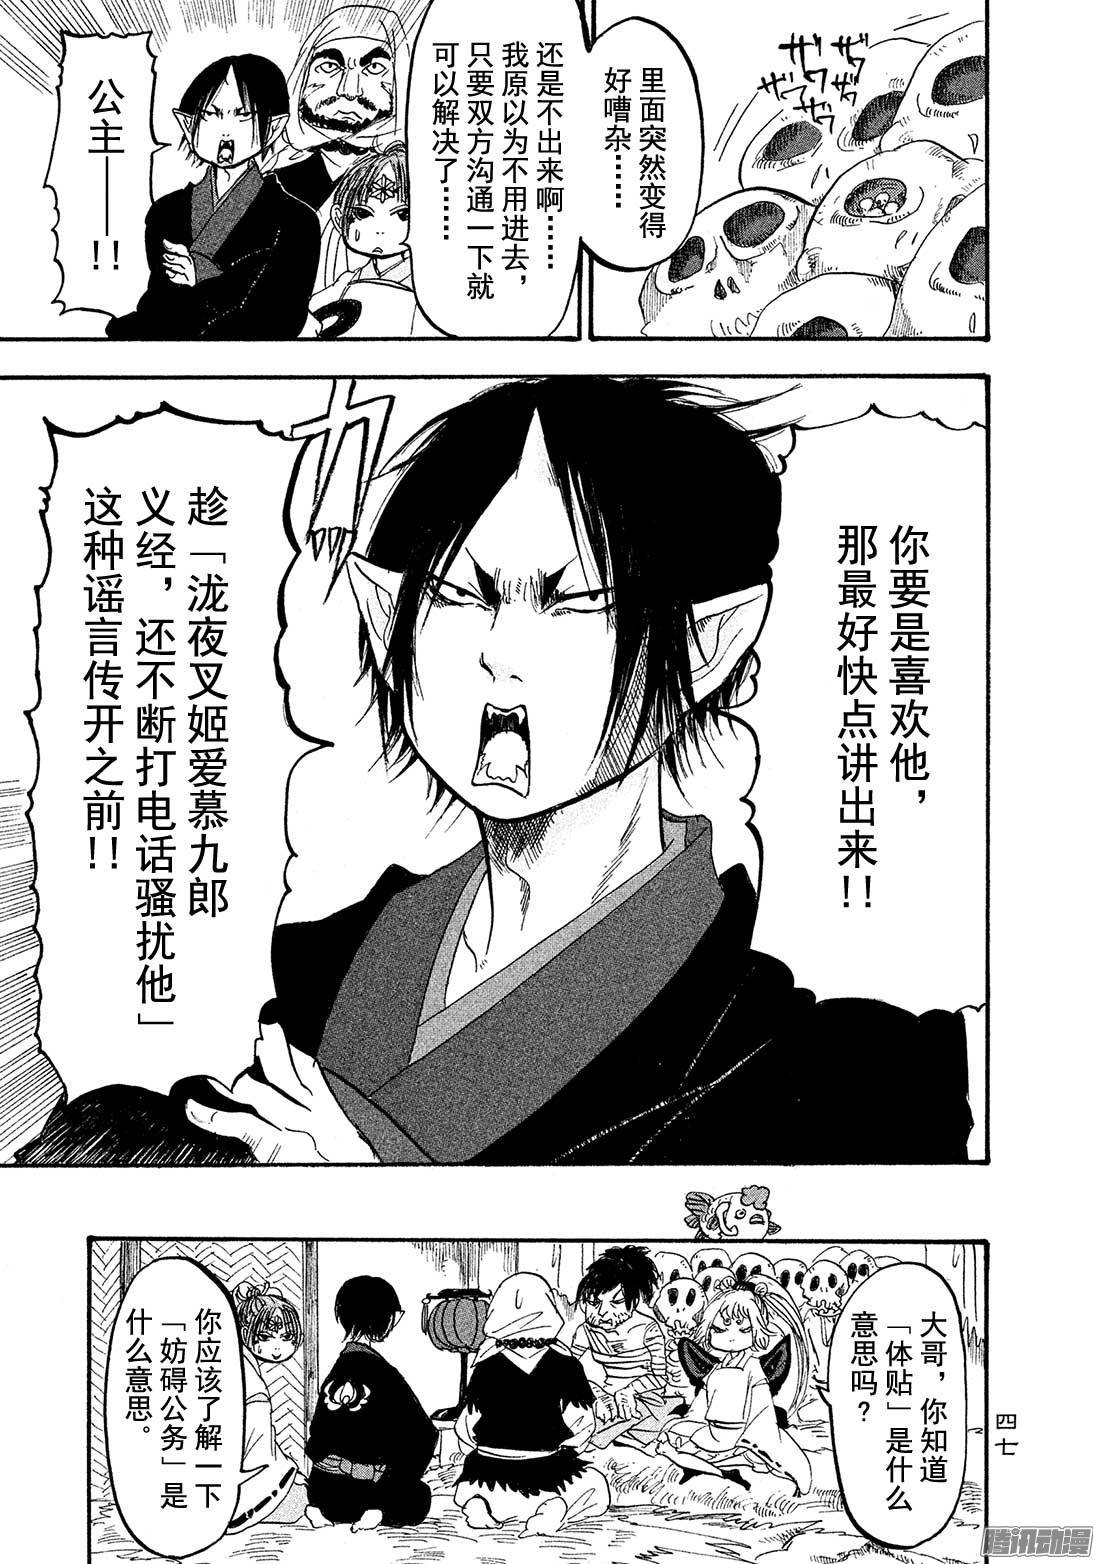 ザワ
ザワ
ザワザワ
里面突然变得
好嘈杂……
还是不出来啊……
我原以为不用进去，
只要双方沟通一下就
可以解决了……
公主——!!
カ
你要是喜欢他，
那最好快点讲出来!!
趁「泷夜叉姬爱慕九郎
义经，还不断打电话骚扰他」
这种谣言传开之前!!
大哥，你知道
「体贴」是什么
意思吗?
你应该了解一下
「妨碍公务」是
什么意思。
四七
腾讯动漫